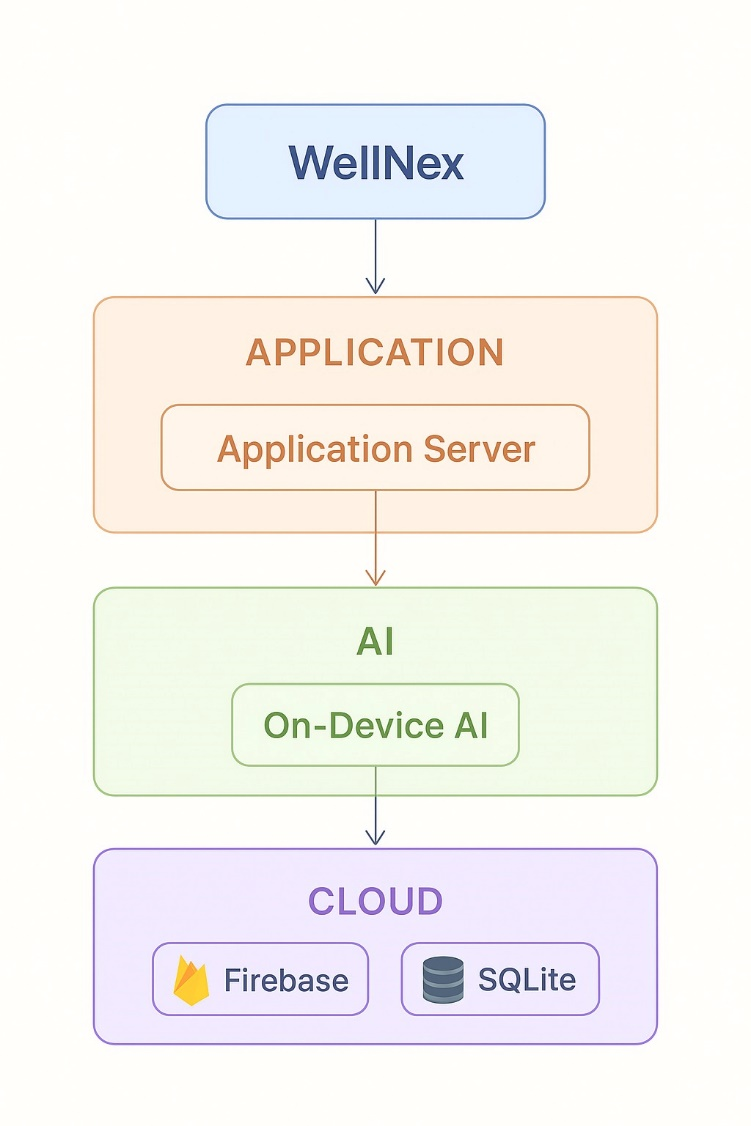 WellNex
APPLICATION
Application Server
AI
On-Device AI
CLOUD
Firebase
SQLite